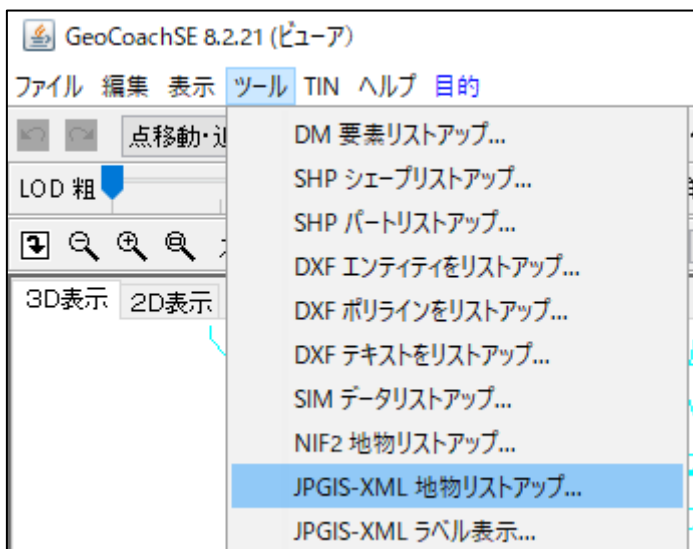 GeoCoachSE 8.2.21 (ビューア)
ファイル 編集 表示 ツール TIN ヘルプ 目的
点移動・追
LOD 粗
3D表示 2D表示
DM 要素リストアップ...
SHP シェープリストアップ...
SHP パートリストアップ...
DXF エンティティをリストアップ...
DXF ポリラインをリストアップ...
DXF テキストをリストアップ...
SIM データリストアップ...
NIF2 地物リストアップ...
JPGIS-XML 地物リストアップ...
JPGIS-XML ラベル表示...